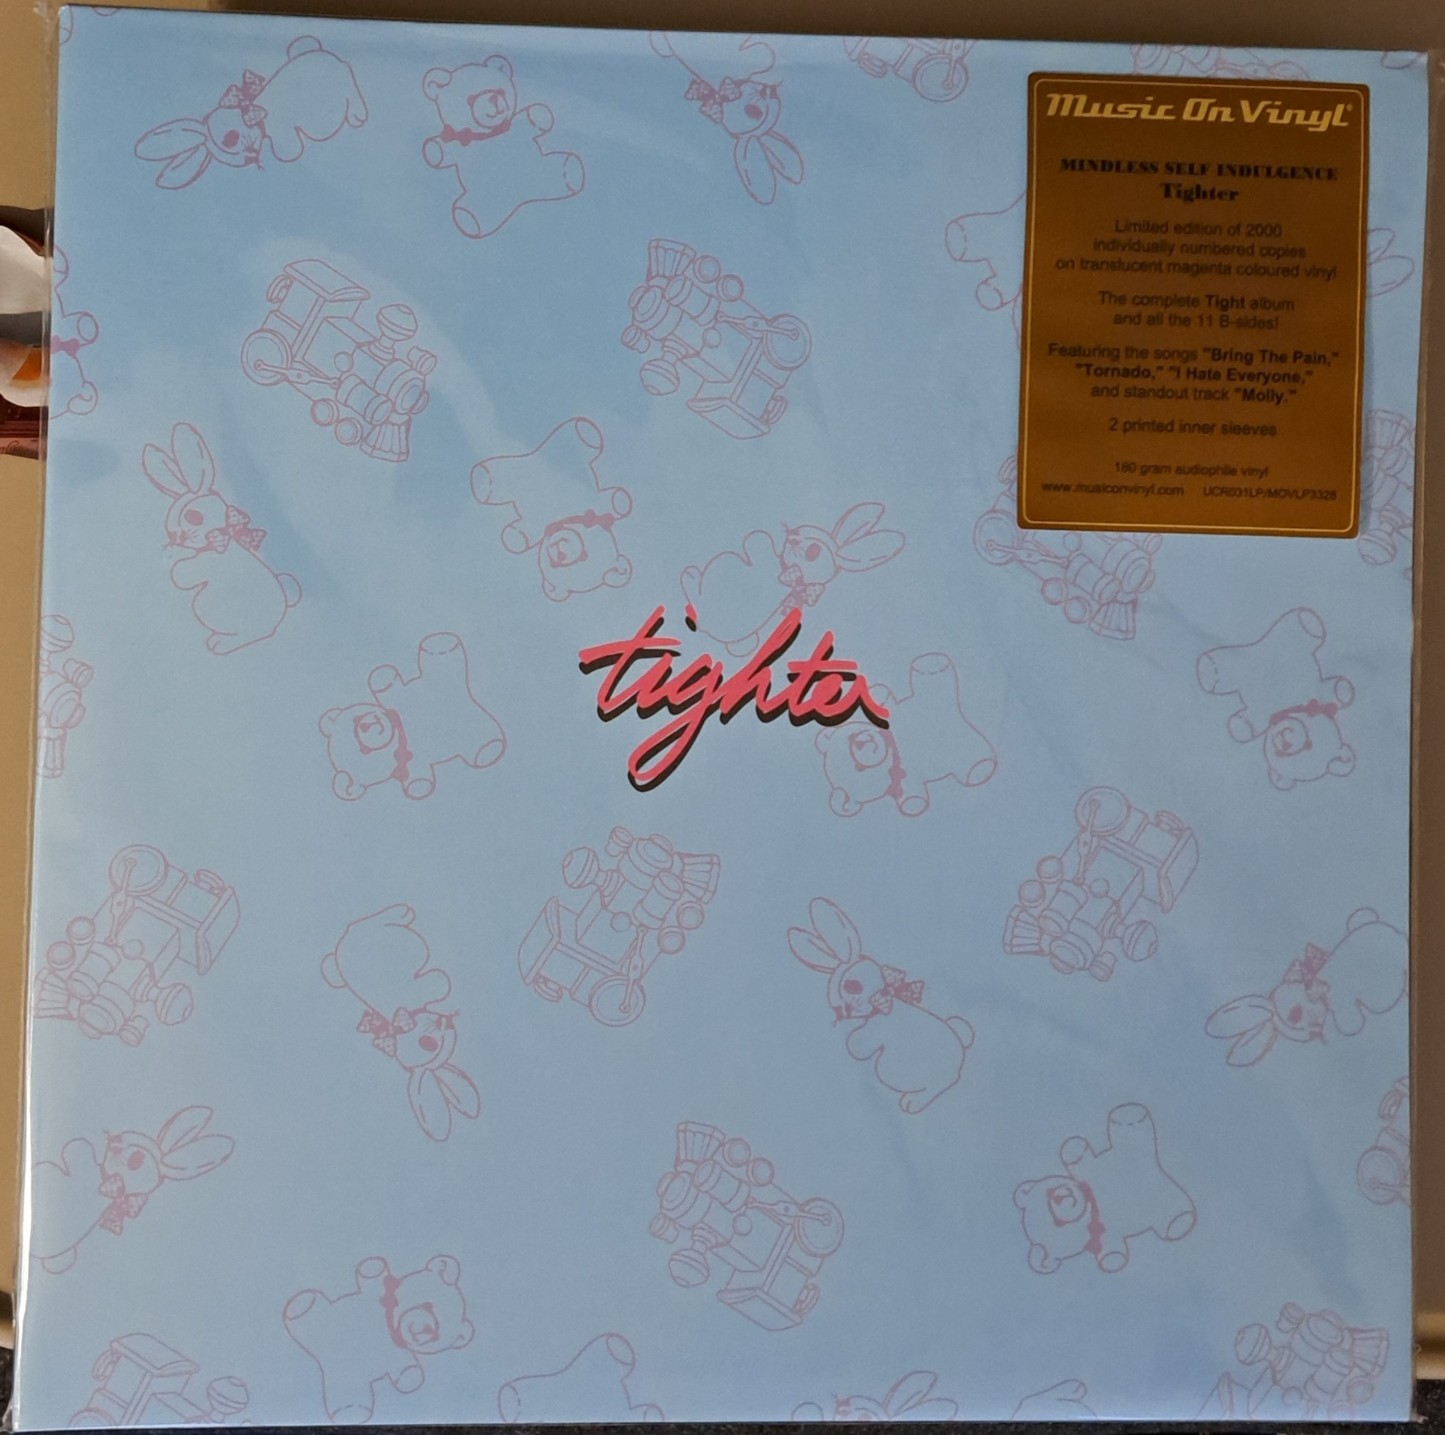 Music On Vinyl®
MINDLESS SELF INDULGENCE
Tighter
Limited edition of 2000
individually numbered copies
on translucent magenta coloured vinyl
The complete Tight album
and all the 11 B-sides!
Featuring the songs "Bring The Pain,"
"Tornado," "I Hate Everyone,"
and standout track "Molly."
2 printed inner sleeves
180 gram audiophile vinyl
www.musiconvinyl.com UCR031LP/MOVLP3328
tighter